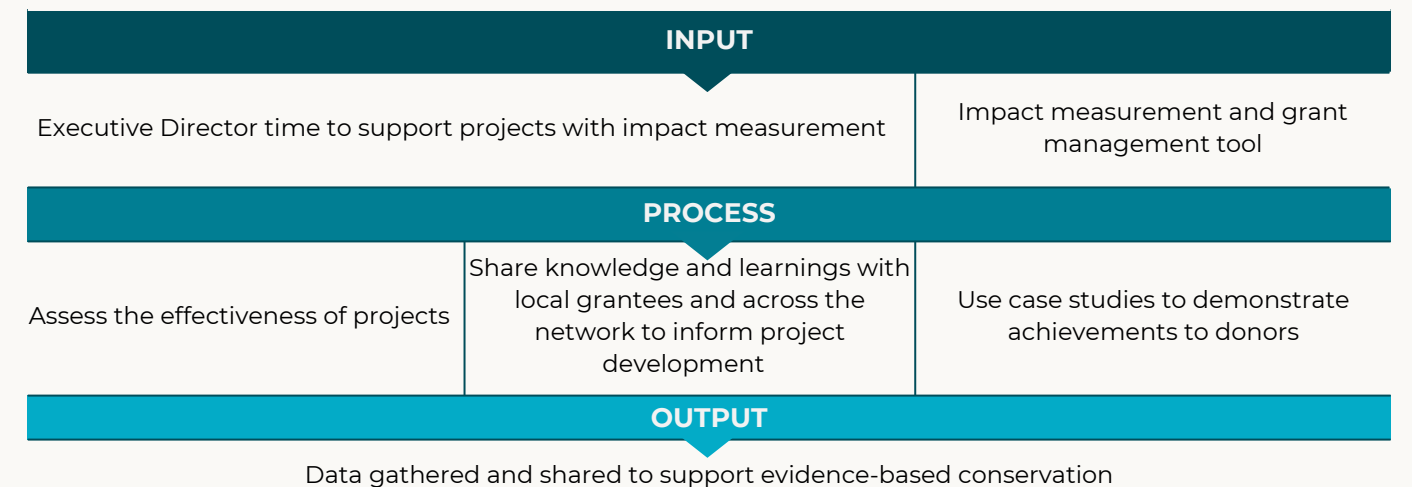 INPUT
Executive Director time to support projects with impact measurement
Impact measurement and grant
management tool
PROCESS
Assess the effectiveness of projects
Share knowledge and learnings with
local grantees and across the
network to inform project
development
Use case studies to demonstrate
achievements to donors
OUTPUT
Data gathered and shared to support evidence-based conservation